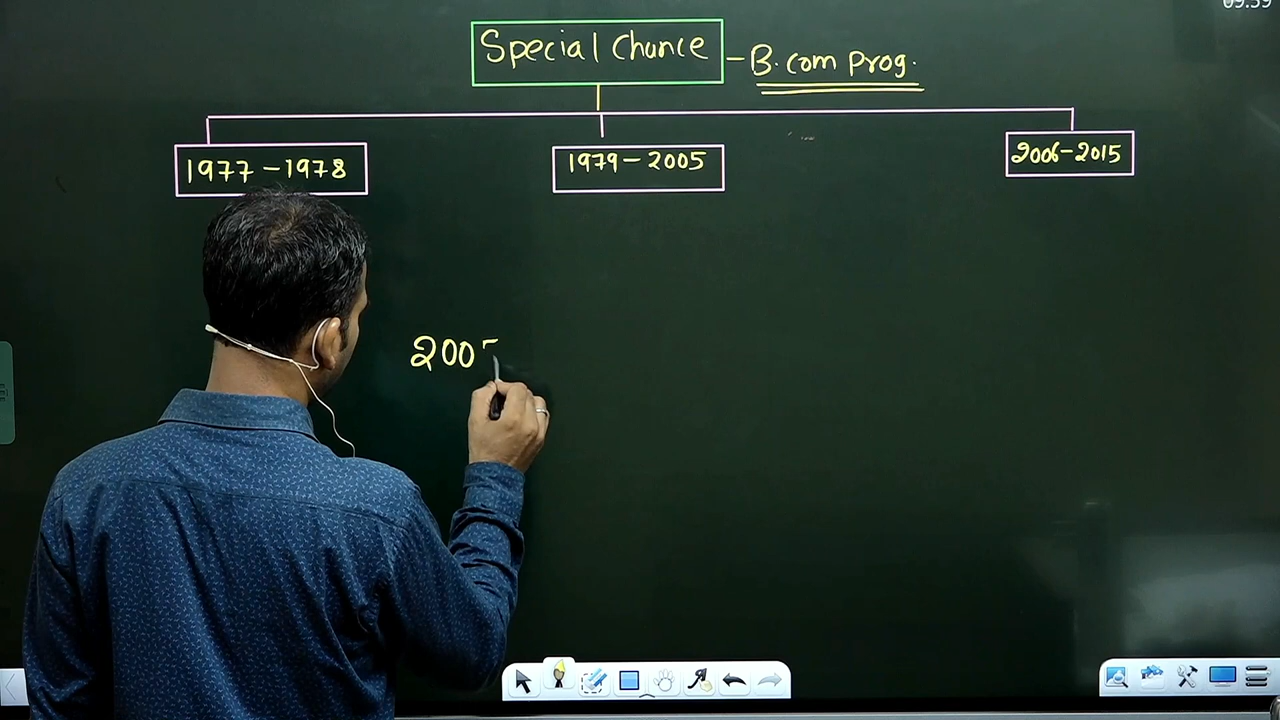 Special Chance - B.com Prog.
1977 - 1978
1979 - 2005
2006 - 2015
200